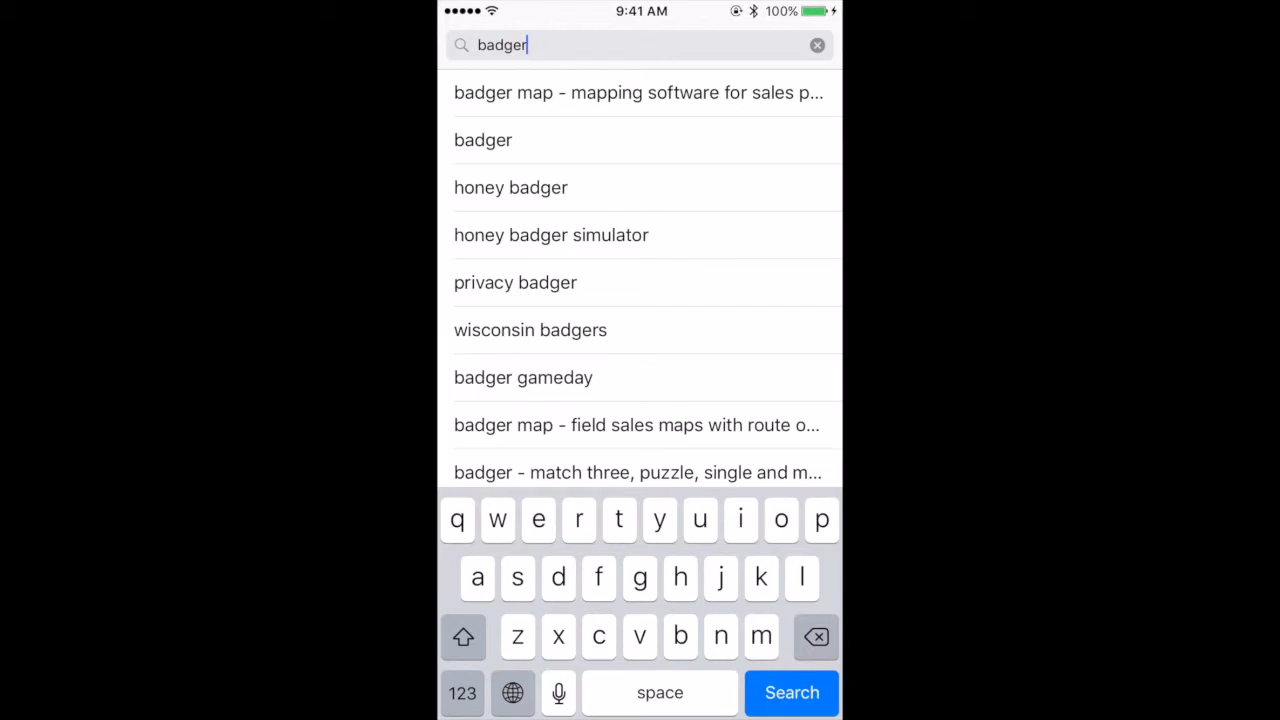 9:41 AM 100%
badger
badger map - mapping software for sales p...
badger
honey badger
honey badger simulator
privacy badger
wisconsin badgers
badger gameday
badger map - field sales maps with route o...
badger - match three, puzzle, single and m...
q w e r t y u i o p
a s d f g h j k l
z x c v b n m
123 space Search